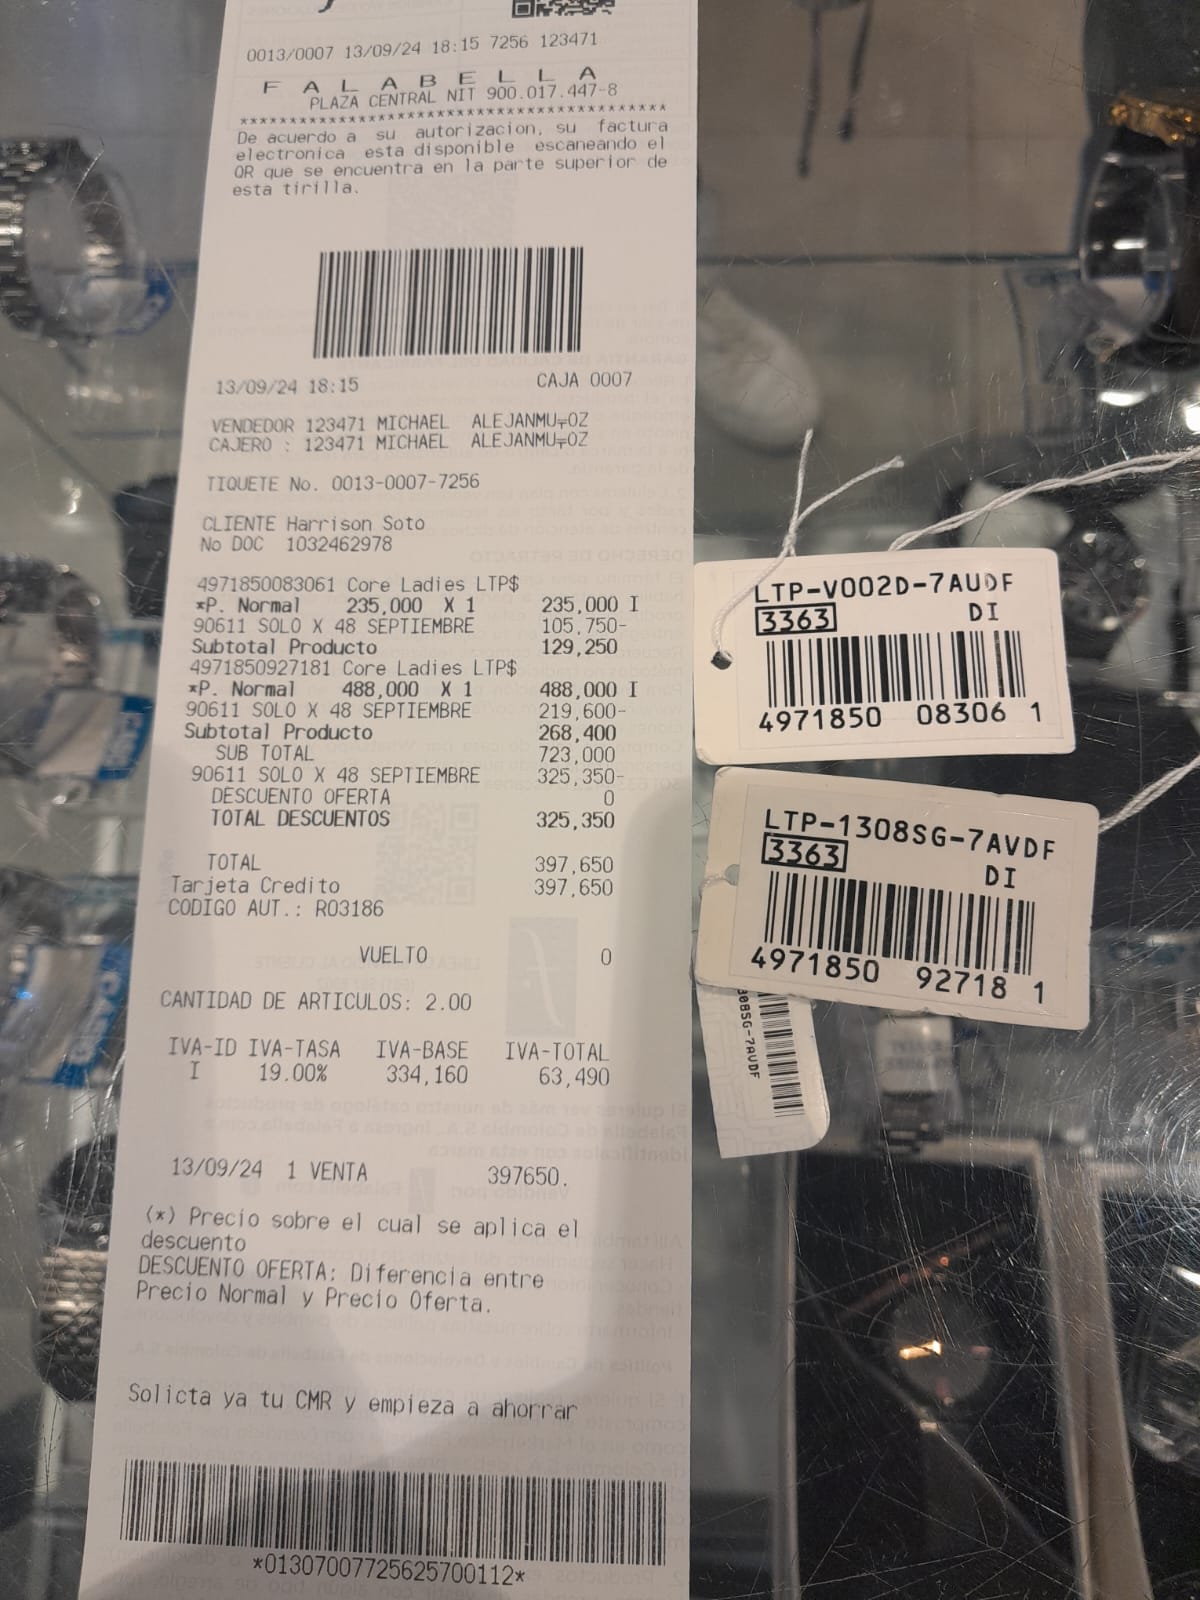 0013/0007 13/09/24 18:15 7256 123471
F A L A B E L L A
PLAZA CENTRAL NIT 900.017.447-8
De acuerdo a su autorizacion, su factura
electronica esta disponible escaneando el
QR que se encuentra en la parte superior de
esta tirilla.
13/09/24 18:15 CAJA 0007
VENDEDOR 123471 MICHAEL ALEJANMU╤OZ
CAJERO : 123471 MICHAEL ALEJANMU╤OZ
TIQUETE No. 0013-0007-7256
CLIENTE Harrison Soto
No DOC 1032462978
4971850083061 Core Ladies LTP$
*P. Normal 235,000 X 1 235,000 I
90611 SOLO X 48 SEPTIEMBRE 105,750-
Subtotal Producto 129,250
4971850927181 Core Ladies LTP$
*P. Normal 488,000 X 1 488,000 I
90611 SOLO X 48 SEPTIEMBRE 219,600-
Subtotal Producto 268,400
SUB TOTAL 723,000
90611 SOLO X 48 SEPTIEMBRE 325,350-
DESCUENTO OFERTA 0
TOTAL DESCUENTOS 325,350
TOTAL 397,650
Tarjeta Credito 397,650
CODIGO AUT.: R03186
VUELTO 0
CANTIDAD DE ARTICULOS: 2.00
IVA-ID IVA-TASA IVA-BASE IVA-TOTAL
I 19.00% 334,160 63,490
13/09/24 1 VENTA 397650.
(*) Precio sobre el cual se aplica el
descuento
DESCUENTO OFERTA: Diferencia entre
Precio Normal y Precio Oferta.
Solicta ya tu CMR y empieza a ahorrar
*01307007725625700112*
LTP-V002D-7AUDF
3363 DI
4971850 08306 1
LTP-1308SG-7AVDF
3363 DI
4971850 92718 1
308SG-7AVDF